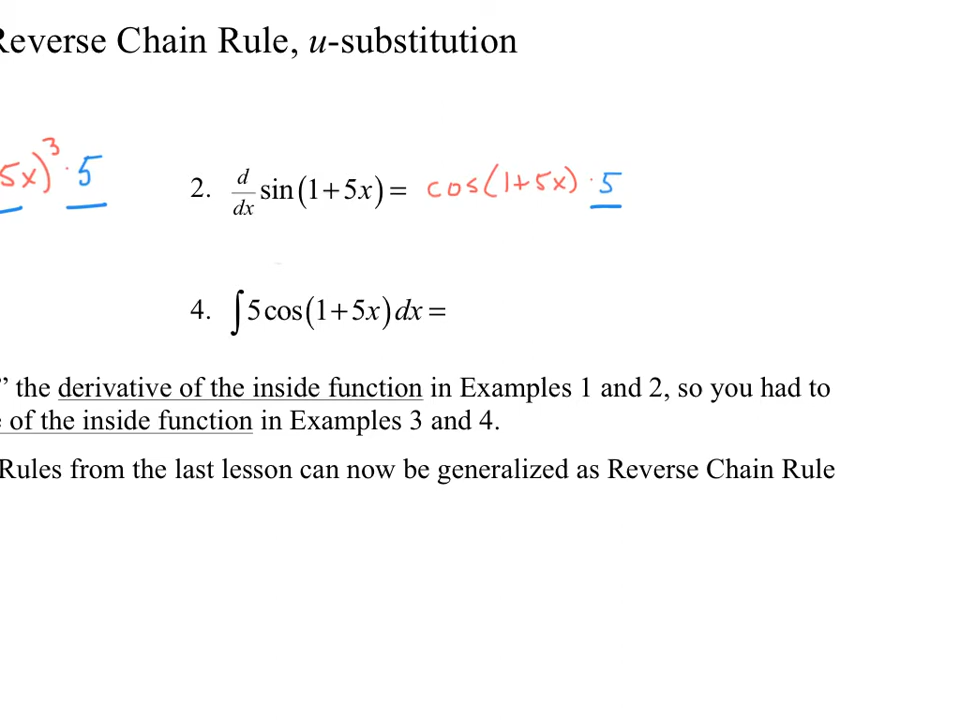 Reverse Chain Rule, u-substitution
5x)³ · 5
2. d/dx sin(1+5x) = cos(1+5x) · 5
4. ∫5cos(1+5x)dx =
” the derivative of the inside function in Examples 1 and 2, so you had to
of the inside function in Examples 3 and 4.
Rules from the last lesson can now be generalized as Reverse Chain Rule